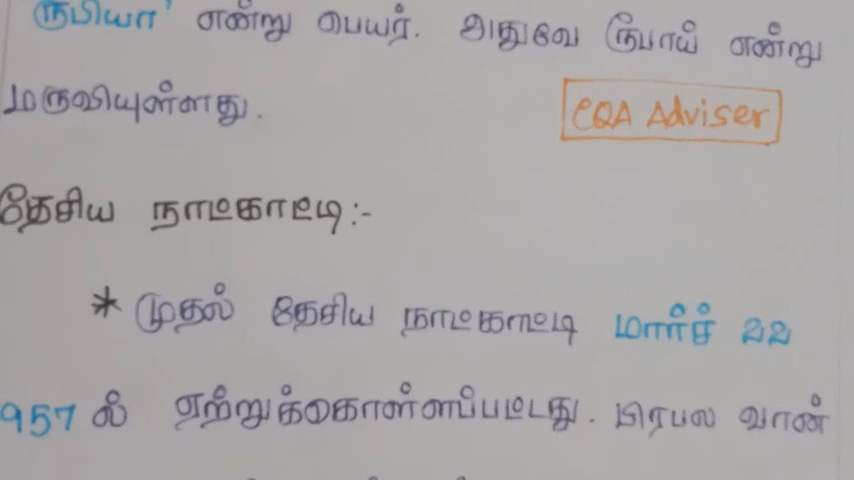 ருபியா' என்று பெயர். அதுவே ரூபாய் என்று
மருவியுள்ளது.
CQA Adviser
தேசிய நாட்காட்டி:-
* முதல் தேசிய நாட்காட்டி மார்ச் 22
957 ல் ஏற்றுக்கொள்ளப்பட்டது. பிரபல வான்